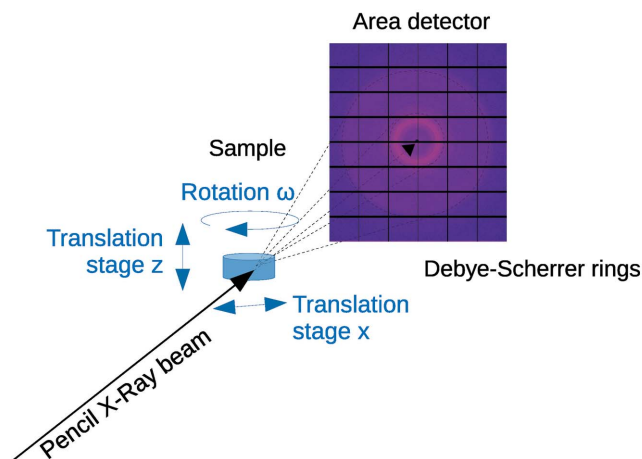 Area detector
Sample
Rotation ω
Translation
stage z
Debye-Scherrer rings
Translation
stage x
Pencil X-Ray beam